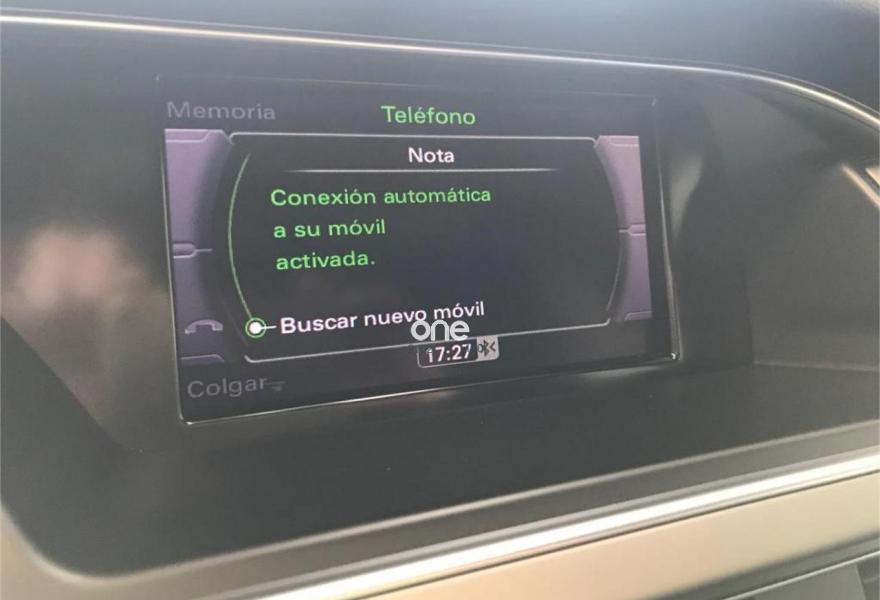 Memoria
Teléfono
Nota
Conexión automática
a su móvil
activada.
Buscar nuevo móvil
one
17:27
Colgar